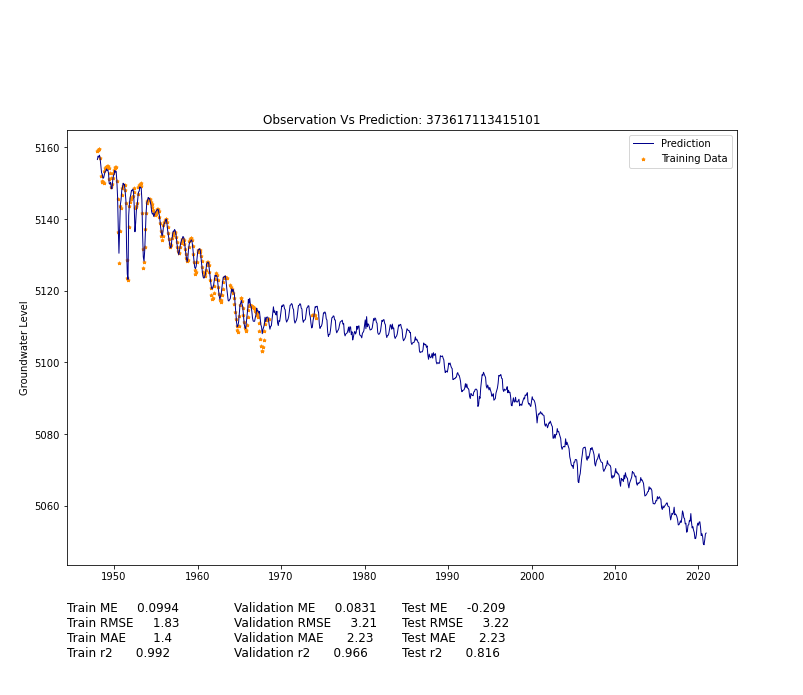 Observation Vs Prediction: 373617113415101
Prediction
Training Data
Groundwater Level
5160
5140
5120
5100
5080
5060
1950 1960 1970 1980 1990 2000 2010 2020
Train ME 0.0994 Validation ME 0.0831 Test ME -0.209
Train RMSE 1.83 Validation RMSE 3.21 Test RMSE 3.22
Train MAE 1.4 Validation MAE 2.23 Test MAE 2.23
Train r2 0.992 Validation r2 0.966 Test r2 0.816